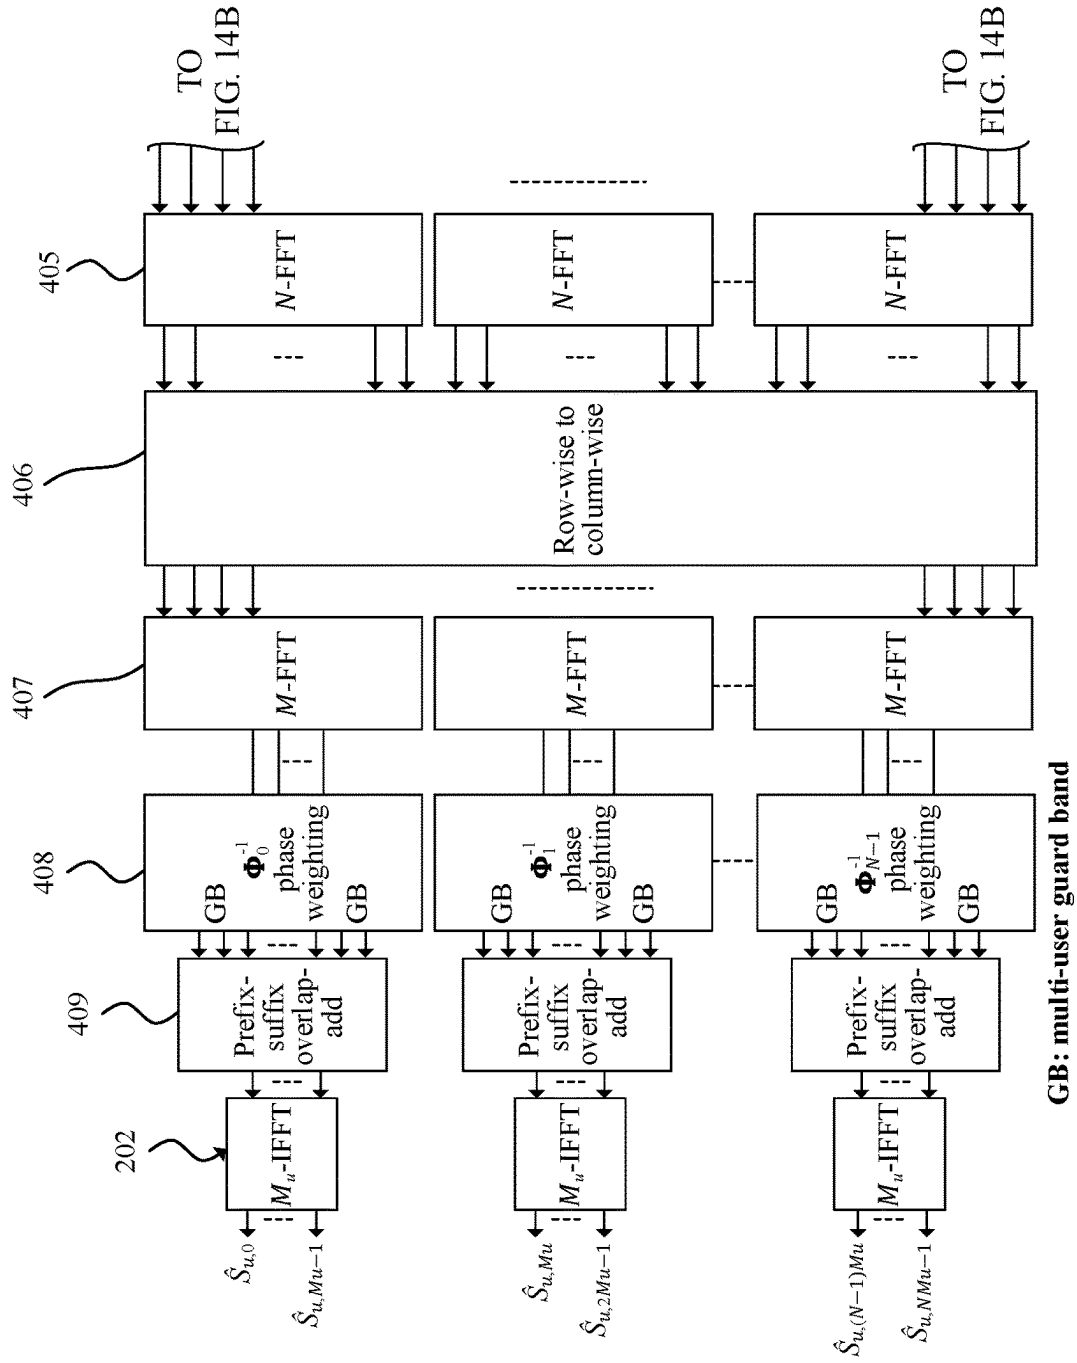 TO
FIG. 14B
TO
FIG. 14B
405
N-FFT
N-FFT
N-FFT
406
Row-wise to
column-wise
407
M-FFT
M-FFT
M-FFT
408
GB
Φ₀⁻¹
phase
weighting
GB
GB
Φ₁⁻¹
phase
weighting
GB
GB
Φ_{N−1}⁻¹
phase
weighting
GB
409
Prefix-
suffix
overlap-
add
Prefix-
suffix
overlap-
add
Prefix-
suffix
overlap-
add
202
M_u-IFFT
M_u-IFFT
M_u-IFFT
Ŝ_{u,0}
Ŝ_{u,Mu−1}
Ŝ_{u,Mu}
Ŝ_{u,2Mu−1}
Ŝ_{u,(N−1)Mu}
Ŝ_{u,NMu−1}
GB: multi-user guard band